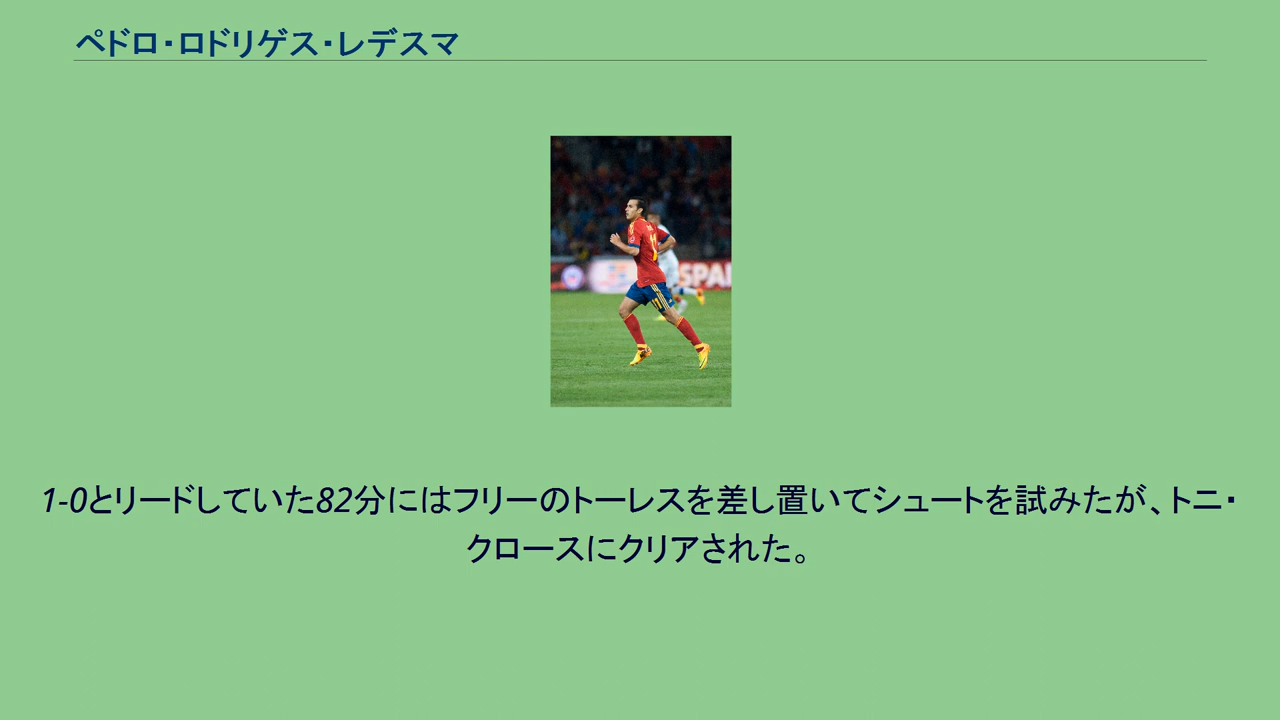 ペドロ・ロドリゲス・レデスマ
11
ESPAÑ
1-0とリードしていた82分にはフリーのトーレスを差し置いてシュートを試みたが、トニ・
クロースにクリアされた。